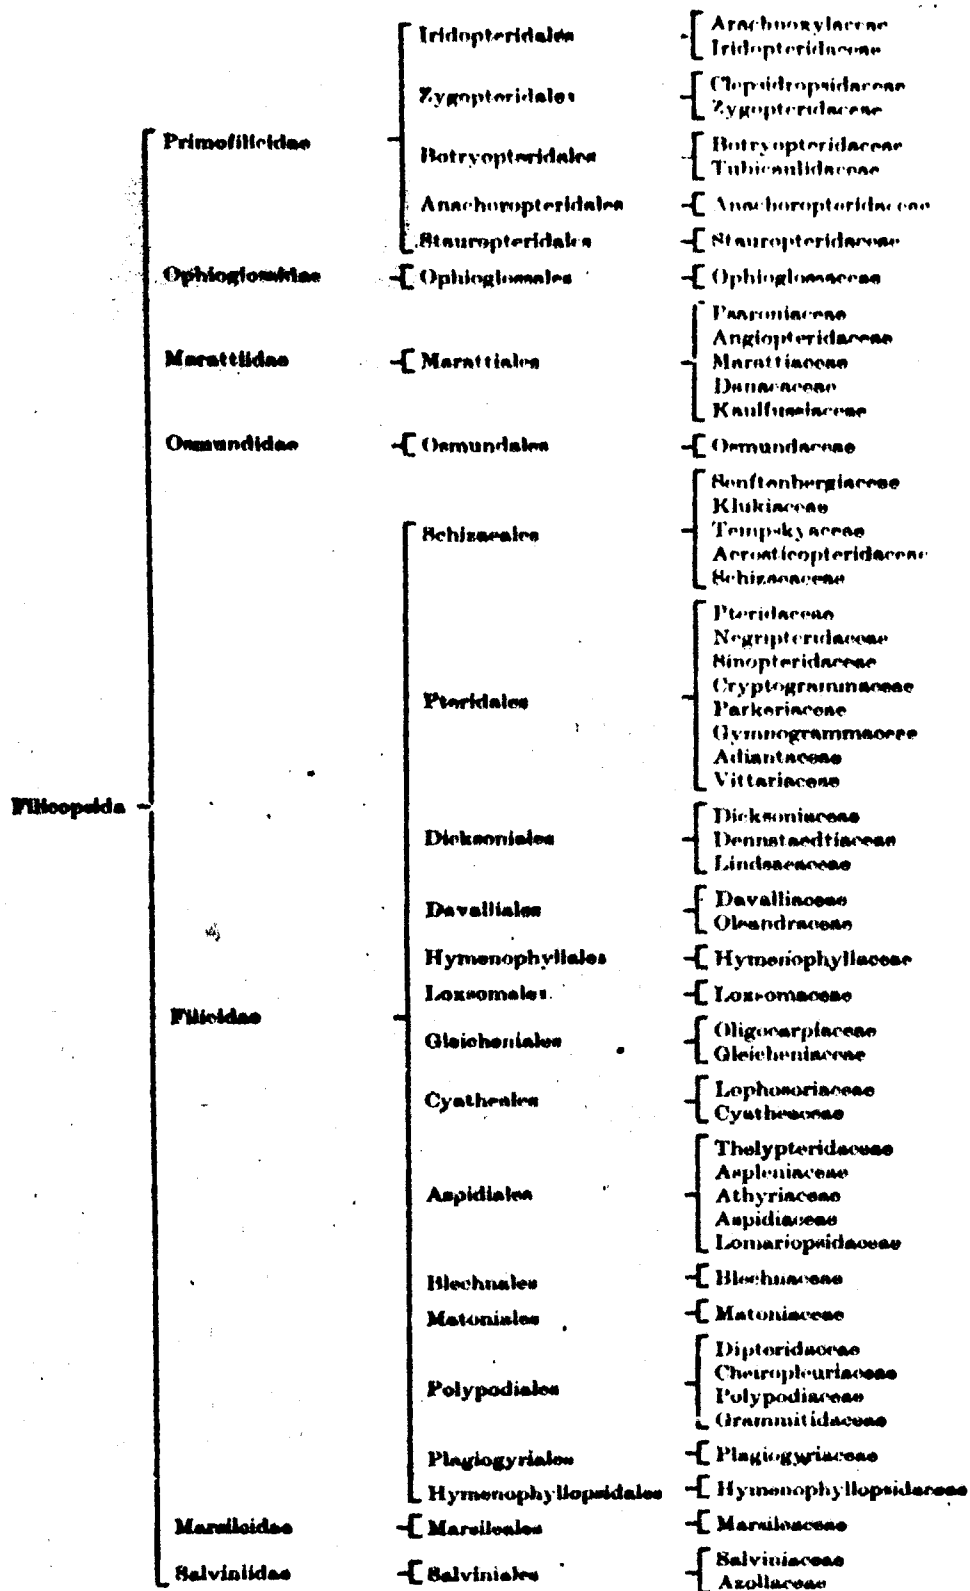 Filicopsida
Primofilicidae
Iridopteridales
Arachnoxylaceae
Iridopteridaceae
Zygopteridales
Clepsidropsidaceae
Zygopteridaceae
Botryopteridales
Botryopteridaceae
Tubicaulidaceae
Anachoropteridales
Anachoropteridaceae
Stauropteridales
Stauropteridaceae
Ophioglossidae
Ophioglossales
Ophioglossaceae
Marattiidae
Marattiales
Psaroniaceae
Angiopteridaceae
Marattiaceae
Danaeaceae
Kaulfussiaceae
Osmundidae
Osmundales
Osmundaceae
Filicidae
Schizaeales
Senftenbergiaceae
Klukiaceae
Tempskyaceae
Acrosticopteridaceae
Schizaeaceae
Pteridales
Pteridaceae
Negripteridaceae
Sinopteridaceae
Cryptogrammaceae
Parkeriaceae
Gymnogrammaceae
Adiantaceae
Vittariaceae
Dicksoniales
Dicksoniaceae
Dennstaedtiaceae
Lindsaeaceae
Davalliales
Davalliaceae
Oleandraceae
Hymenophyllales
Hymenophyllaceae
Loxsomales
Loxsomaceae
Gleicheniales
Oligocarpiaceae
Gleicheniaceae
Cyatheales
Lophosoriaceae
Cyatheaceae
Aspidiales
Thelypteridaceae
Aspleniaceae
Athyriaceae
Aspidiaceae
Lomariopsidaceae
Blechnales
Blechnaceae
Matoniales
Matoniaceae
Polypodiales
Dipteridaceae
Cheiropleuriaceae
Polypodiaceae
Grammitidaceae
Plagiogyriales
Plagiogyriaceae
Hymenophyllopsidales
Hymenophyllopsidaceae
Marsileidae
Marsileales
Marsileaceae
Salviniidae
Salviniales
Salviniaceae
Azollaceae